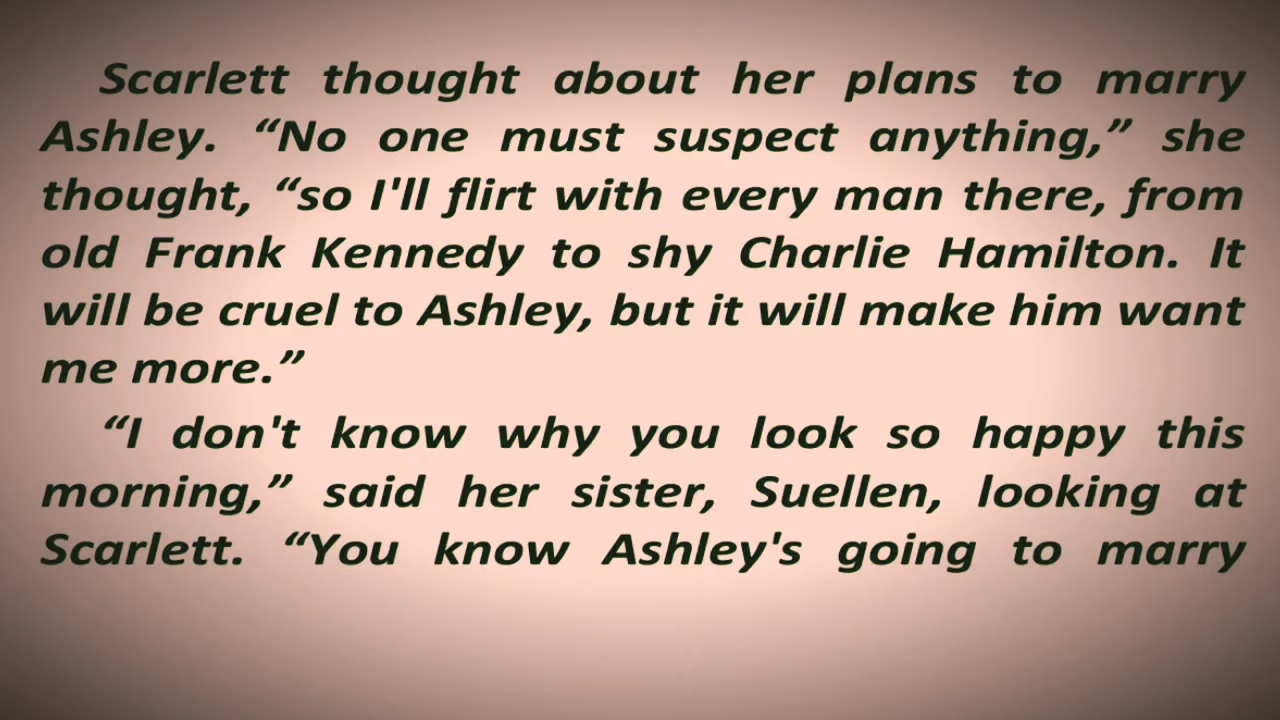 Scarlett thought about her plans to marry
Ashley. “No one must suspect anything,” she
thought, “so I'll flirt with every man there, from
old Frank Kennedy to shy Charlie Hamilton. It
will be cruel to Ashley, but it will make him want
me more.”
“I don't know why you look so happy this
morning,” said her sister, Suellen, looking at
Scarlett. “You know Ashley's going to marry